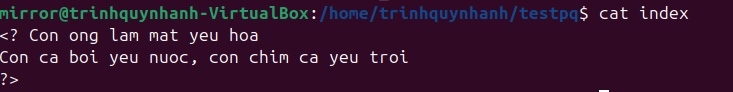 mirror@trinhquynhanh-VirtualBox:/home/trinhquynhanh/testpq$ cat index
<? Con ong lam mat yeu hoa
Con ca boi yeu nuoc, con chim ca yeu troi
?>